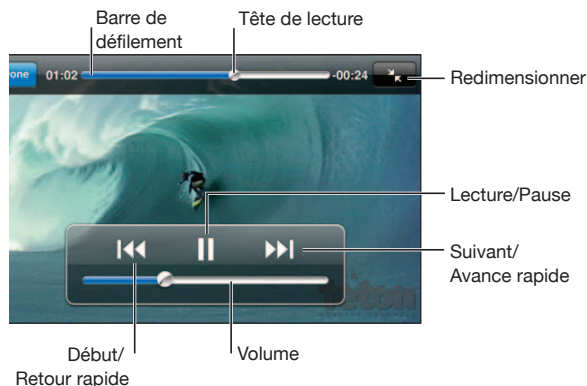 Barre de
défilement
Tête de lecture
one 01:02 -00:24
Redimensionner
Lecture/Pause
Suivant/
Avance rapide
Teton
Début/
Retour rapide
Volume